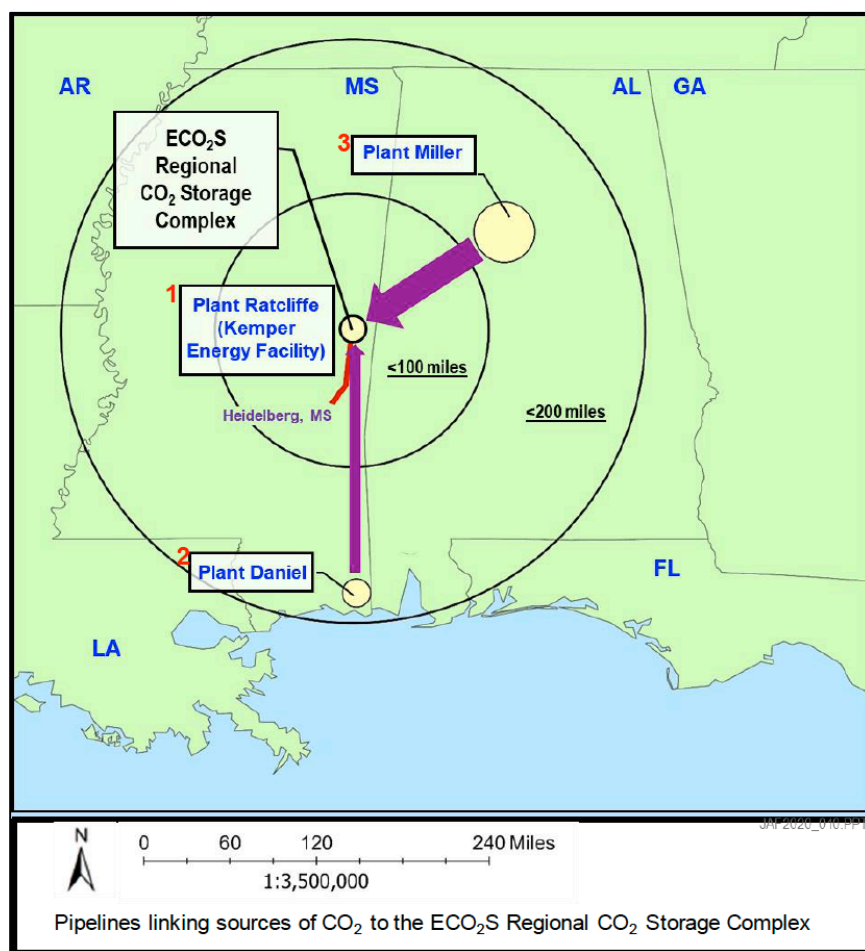 AR
MS
AL
GA
ECO₂S
Regional
CO₂ Storage
Complex
3
Plant Miller
1
Plant Ratcliffe
(Kemper
Energy Facility)
<100 miles
Heidelberg, MS
<200 miles
2
Plant Daniel
FL
LA
JAF2020_010.PPT
N
0 60 120 240 Miles
1:3,500,000
Pipelines linking sources of CO₂ to the ECO₂S Regional CO₂ Storage Complex